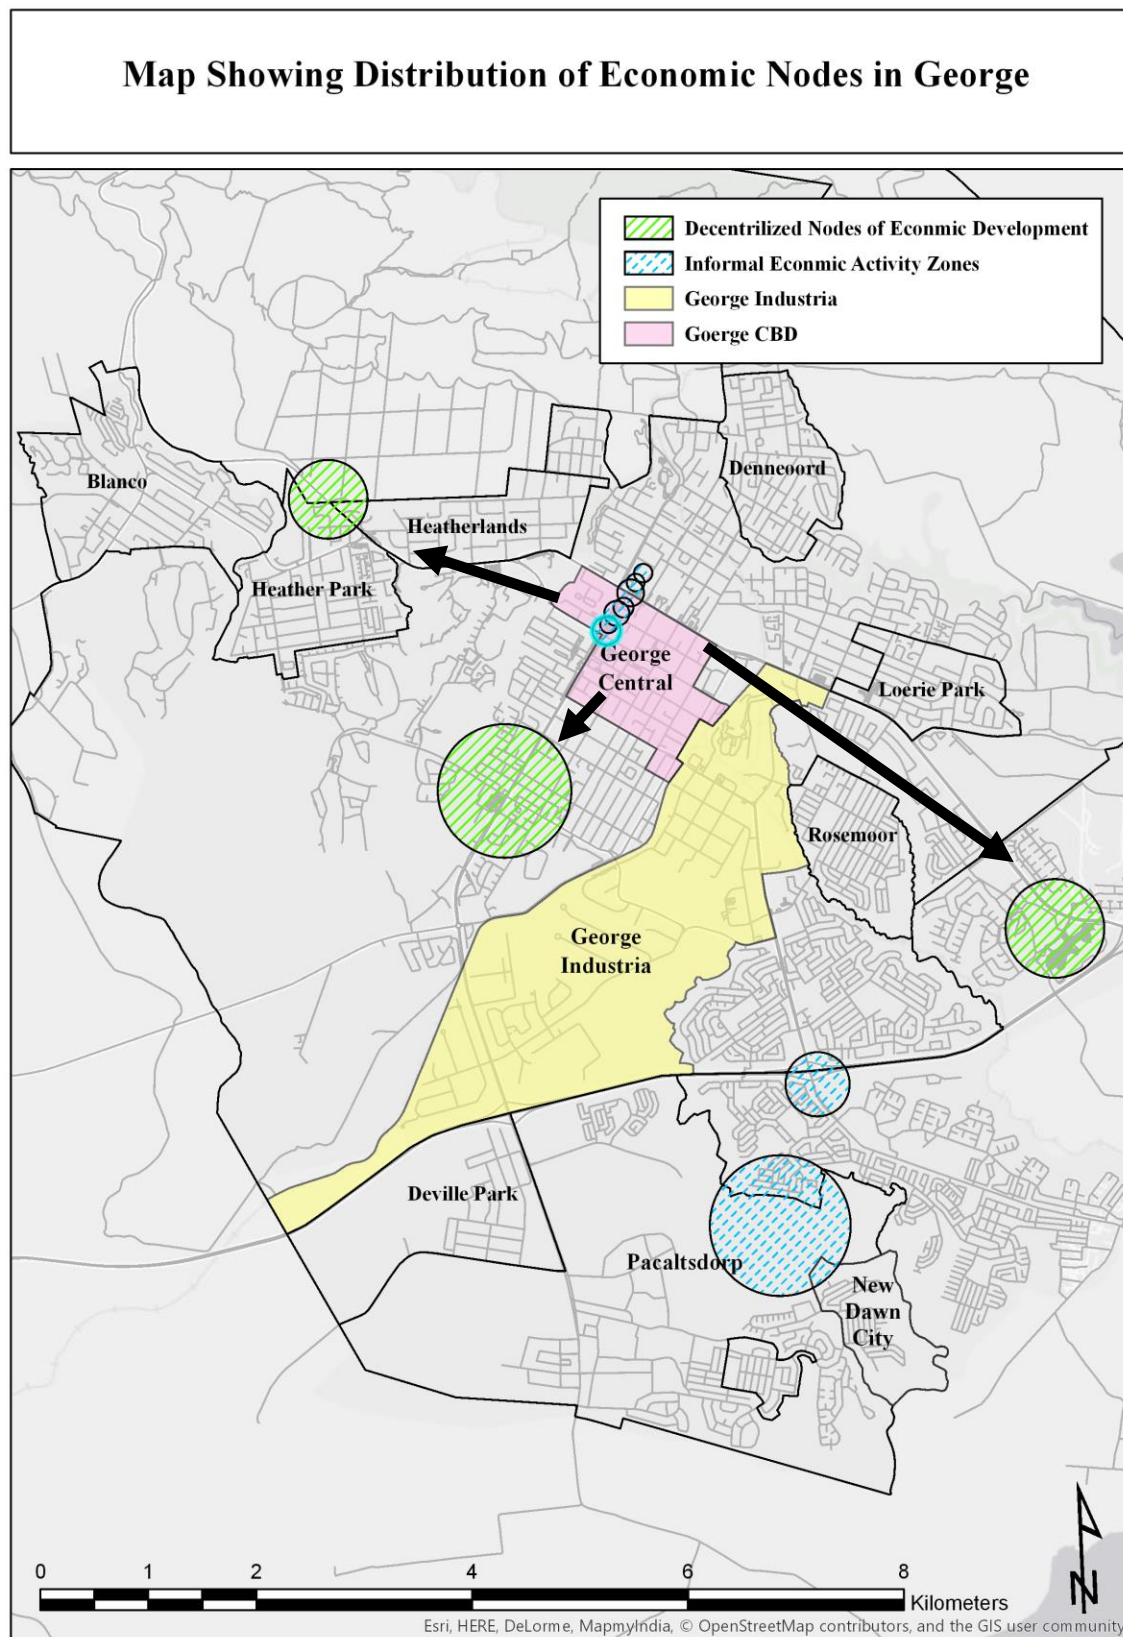 Map Showing Distribution of Economic Nodes in George
Decentrilized Nodes of Econmic Development
Informal Econmic Activity Zones
George Industria
Goerge CBD
Blanco
Denneoord
Heatherlands
Heather Park
George
Central
Loerie Park
Rosemoor
George
Industria
Deville Park
Pacaltsdorp
New
Dawn
City
N
0 1 2 4 6 8
Kilometers
Esri, HERE, DeLorme, MapmyIndia, © OpenStreetMap contributors, and the GIS user community